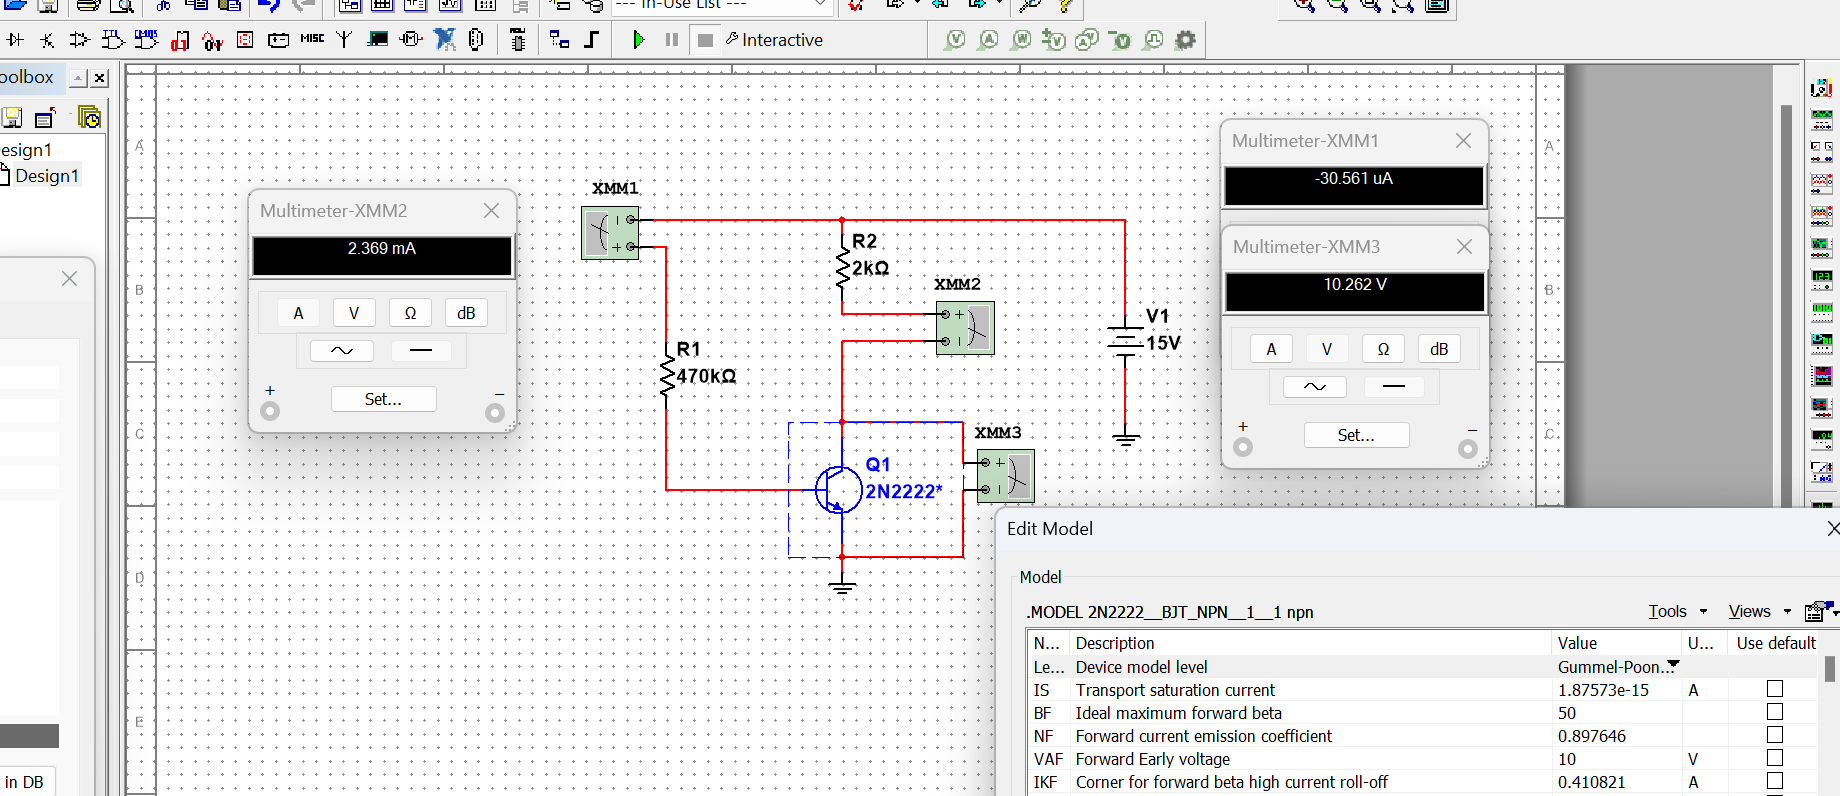 --- In-Use List ---
TTL
CMOS
MISC
Interactive
oolbox
esign1
Design1
A
B
C
D
E
Multimeter-XMM2
2.369 mA
A V Ω dB
+
Set...
−
XMM1
R2
2kΩ
XMM2
R1
470kΩ
V1
15V
XMM3
Q1
2N2222*
A
B
C
Multimeter-XMM1
-30.561 uA
Multimeter-XMM3
10.262 V
A V Ω dB
+
Set...
−
Edit Model
Model
.MODEL 2N2222__BJT_NPN__1__1 npn
Tools Views
N... Description Value U... Use default
Le... Device model level Gummel-Poon...
IS Transport saturation current 1.87573e-15 A
BF Ideal maximum forward beta 50
NF Forward current emission coefficient 0.897646
VAF Forward Early voltage 10 V
IKF Corner for forward beta high current roll-off 0.410821 A
in DB